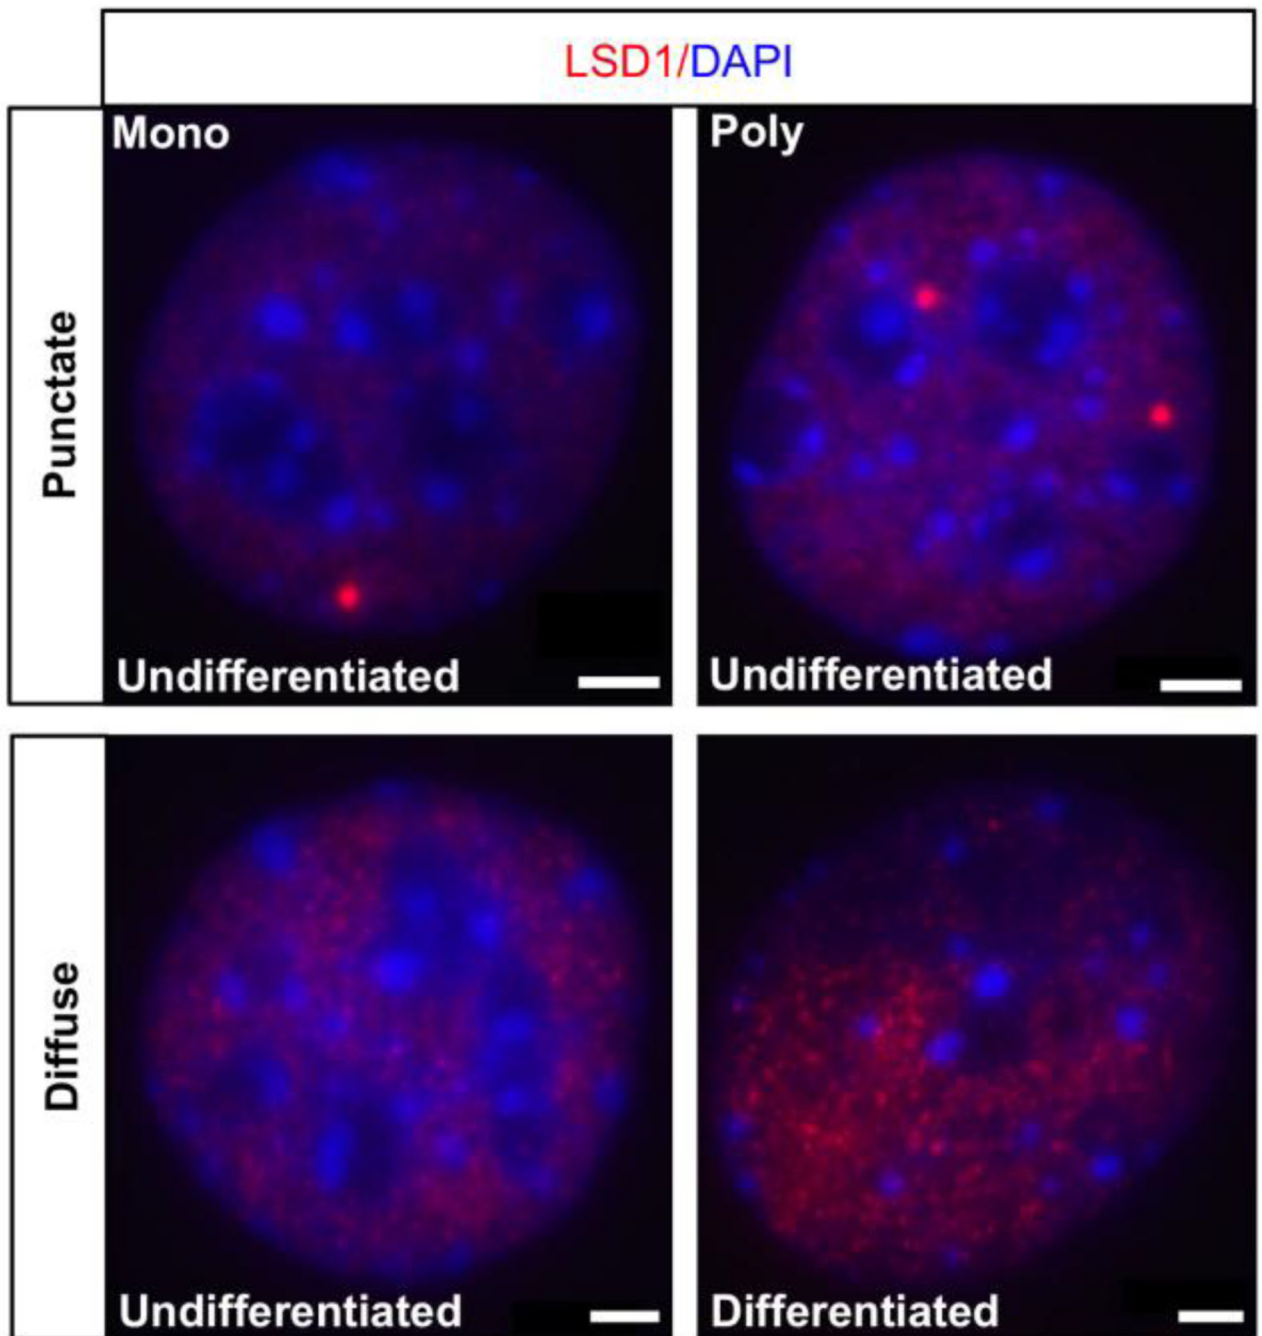 LSD1/DAPI
Punctate
Mono
Undifferentiated
Poly
Undifferentiated
Diffuse
Undifferentiated
Differentiated